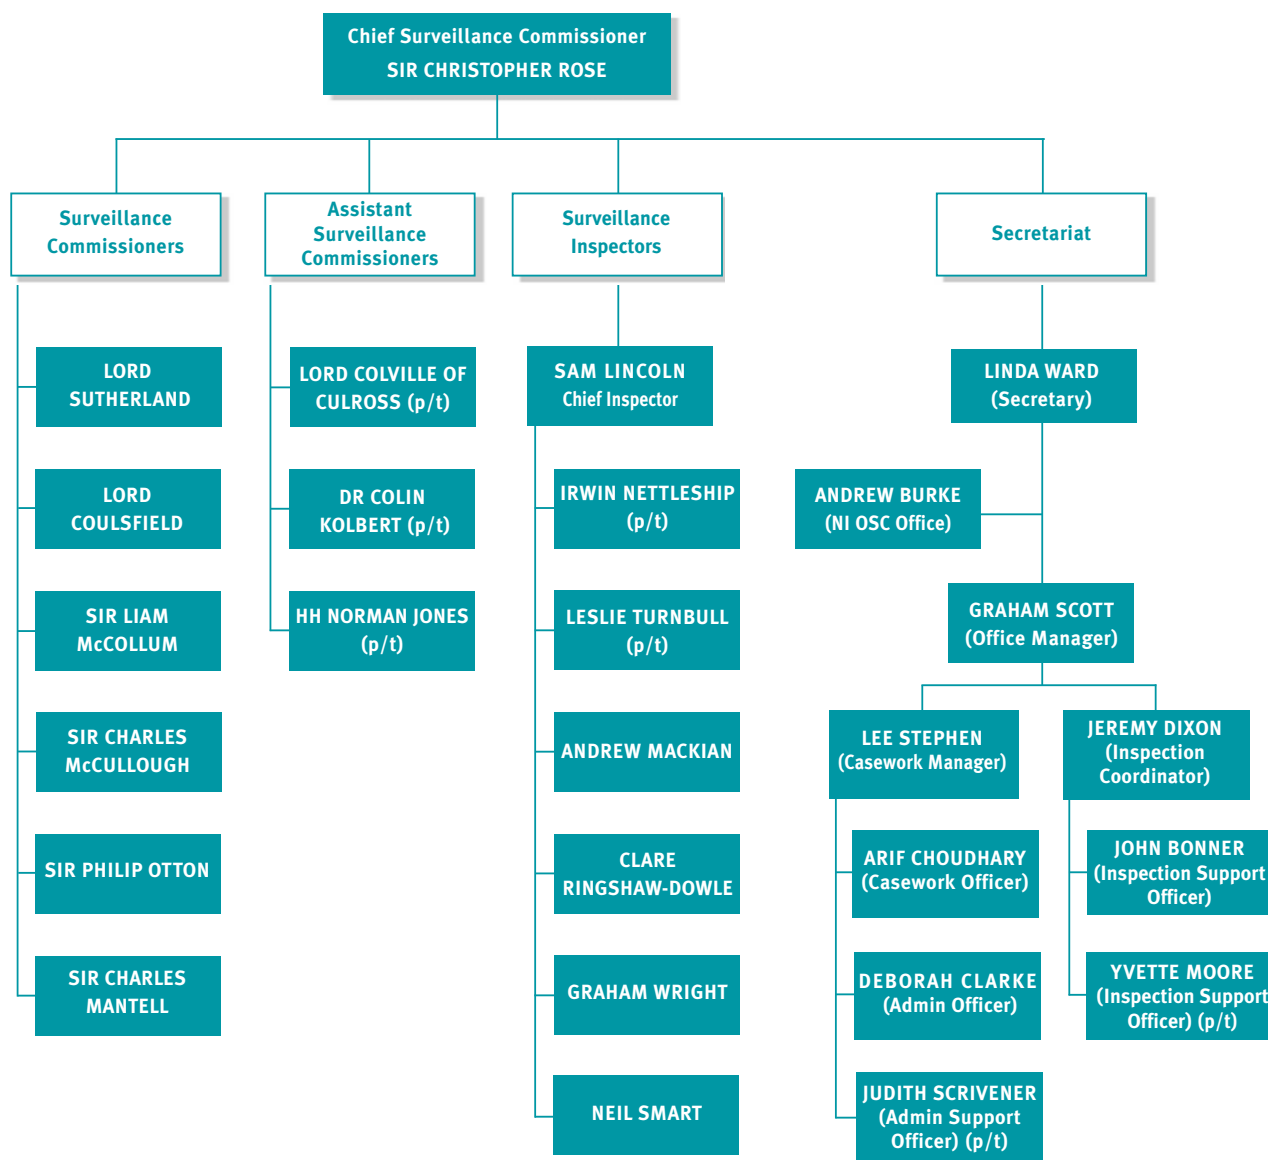 Chief Surveillance Commissioner
SIR CHRISTOPHER ROSE
Surveillance
Commissioners
Assistant
Surveillance
Commissioners
Surveillance
Inspectors
Secretariat
LORD
SUTHERLAND
LORD
COULSFIELD
SIR LIAM
McCOLLUM
SIR CHARLES
McCULLOUGH
SIR PHILIP OTTON
SIR CHARLES
MANTELL
LORD COLVILLE OF
CULROSS (p/t)
DR COLIN
KOLBERT (p/t)
HH NORMAN JONES
(p/t)
SAM LINCOLN
Chief Inspector
IRWIN NETTLESHIP
(p/t)
LESLIE TURNBULL
(p/t)
ANDREW MACKIAN
CLARE
RINGSHAW-DOWLE
GRAHAM WRIGHT
NEIL SMART
LINDA WARD
(Secretary)
ANDREW BURKE
(NI OSC Office)
GRAHAM SCOTT
(Office Manager)
LEE STEPHEN
(Casework Manager)
ARIF CHOUDHARY
(Casework Officer)
DEBORAH CLARKE
(Admin Officer)
JUDITH SCRIVENER
(Admin Support
Officer) (p/t)
JEREMY DIXON
(Inspection
Coordinator)
JOHN BONNER
(Inspection Support
Officer)
YVETTE MOORE
(Inspection Support
Officer) (p/t)